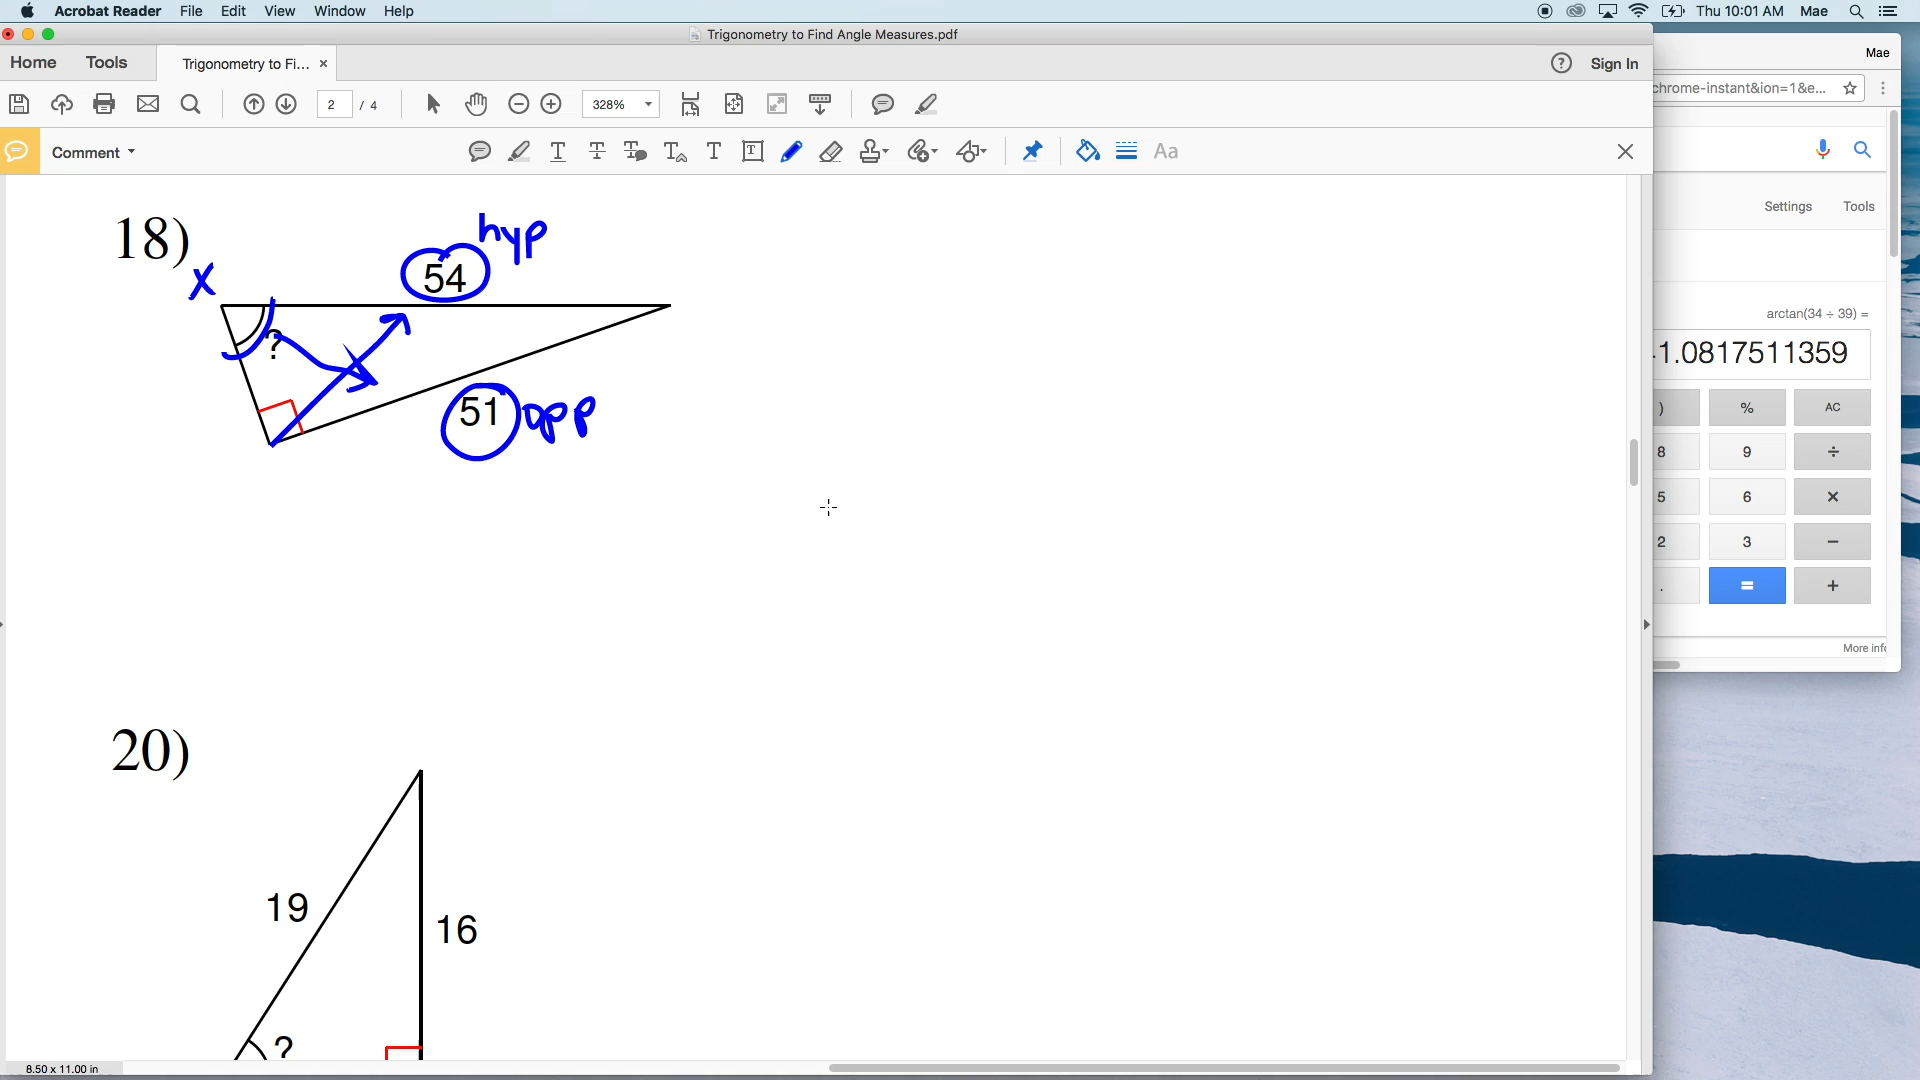 Acrobat Reader File Edit View Window Help Thu 10:01 AM Mae
Trigonometry to Find Angle Measures.pdf
Mae
Home Tools Trigonometry to Fi... × ? Sign In
2 / 4 328%
chrome-instant&ion=1&e...
Comment Aa
Settings Tools
18) hyp
x 54
?
51 opp
arctan(34 ÷ 39) =
1.0817511359
) % AC
8 9 ÷
5 6 ×
2 3 −
. = +
More info
20)
19 16
?
8.50 x 11.00 in